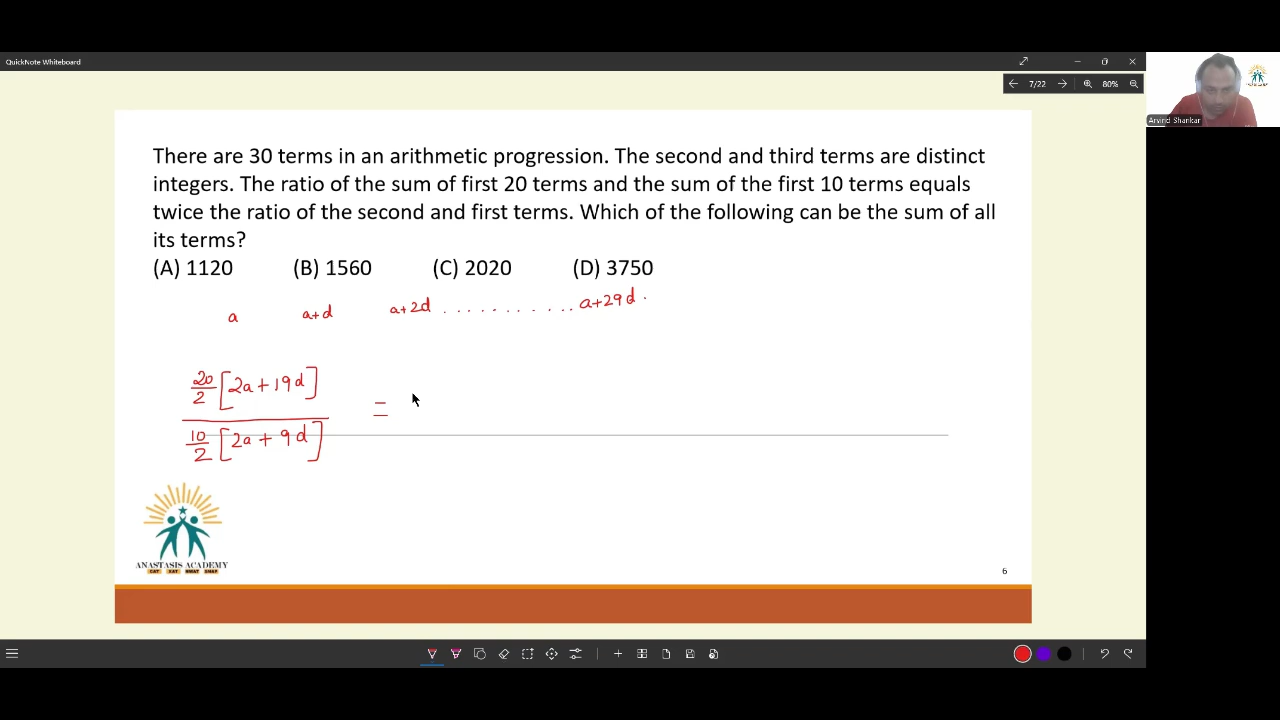 QuickNote Whiteboard
7/22
80%
Arvind Shankar
There are 30 terms in an arithmetic progression. The second and third terms are distinct
integers. The ratio of the sum of first 20 terms and the sum of the first 10 terms equals
twice the ratio of the second and first terms. Which of the following can be the sum of all
its terms?
(A) 1120 (B) 1560 (C) 2020 (D) 3750
a a+d a+2d ............ a+29d.
20/2 [2a+19d]
=
10/2 [2a+9d]
ANASTASIS ACADEMY
6